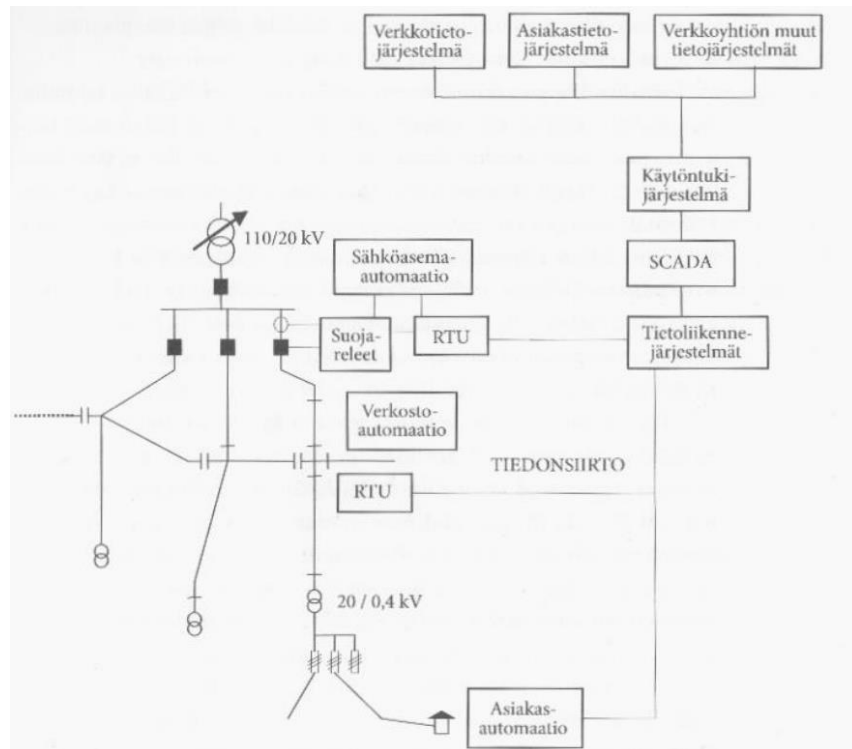 Verkkotieto-
järjestelmä
Asiakastieto-
järjestelmä
Verkkoyhtiön muut
tietojärjestelmät
Käytöntuki-
järjestelmä
110/20 kV
Sähköasema-
automaatio
SCADA
Suoja-
releet
RTU
Tietoliikenne-
järjestelmät
Verkosto-
automaatio
TIEDONSIIRTO
RTU
20 / 0,4 kV
Asiakas-
automaatio